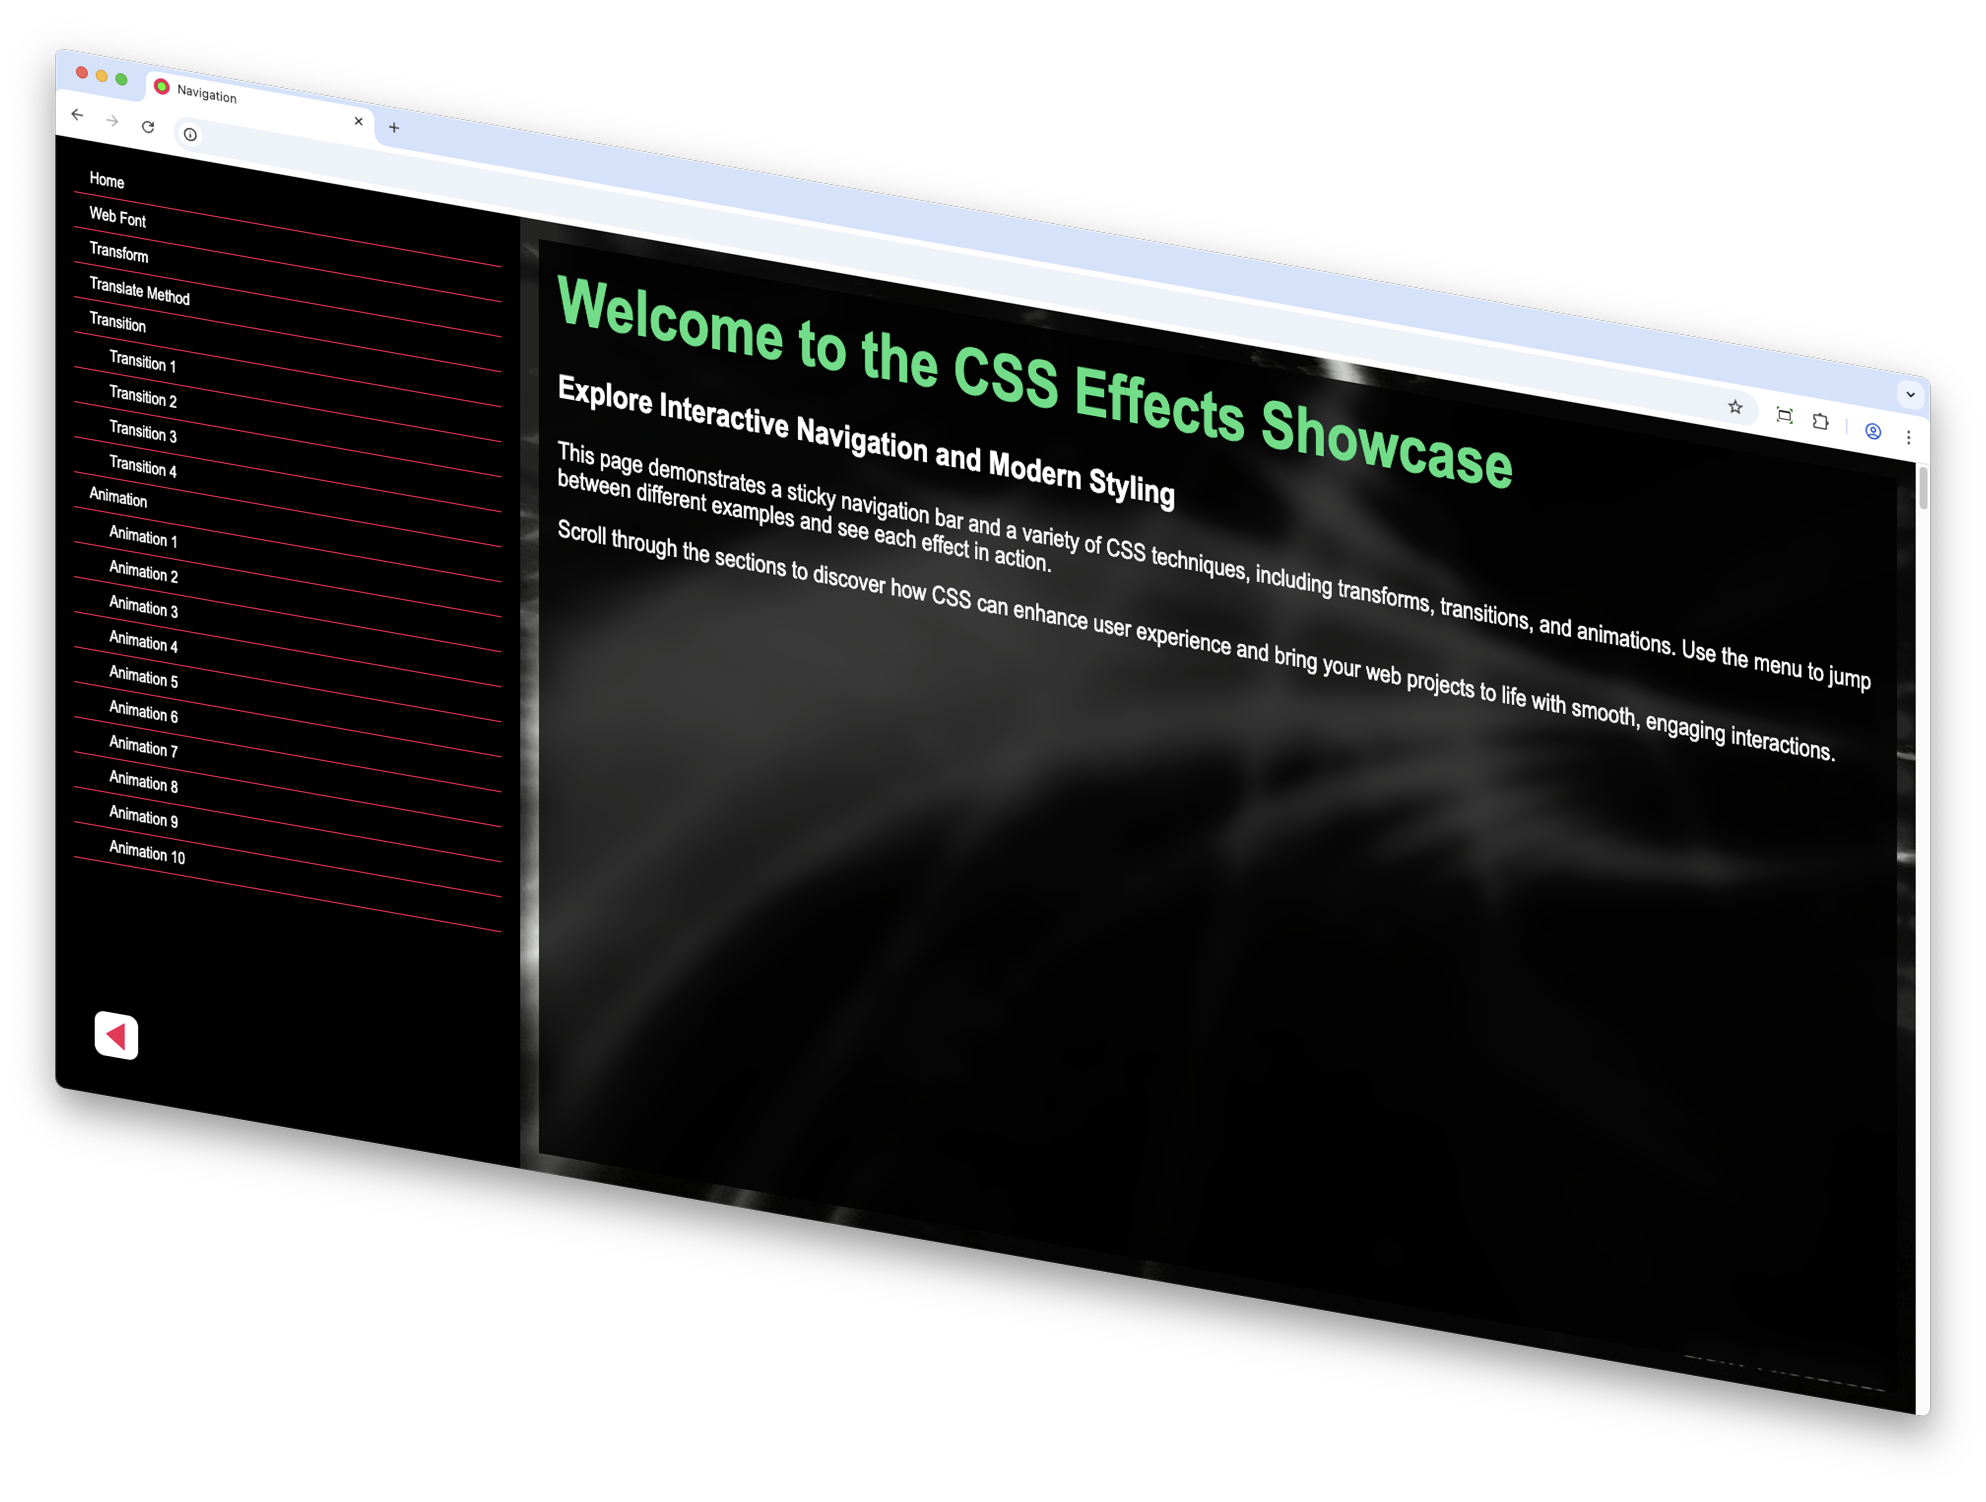 Navigation
Home
Web Font
Transform
Translate Method
Transition
Transition 1
Transition 2
Transition 3
Transition 4
Animation
Animation 1
Animation 2
Animation 3
Animation 4
Animation 5
Animation 6
Animation 7
Animation 8
Animation 9
Animation 10
Welcome to the CSS Effects Showcase
Explore Interactive Navigation and Modern Styling
This page demonstrates a sticky navigation bar and a variety of CSS techniques, including transforms, transitions, and animations. Use the menu to jump
between different examples and see each effect in action.
Scroll through the sections to discover how CSS can enhance user experience and bring your web projects to life with smooth, engaging interactions.